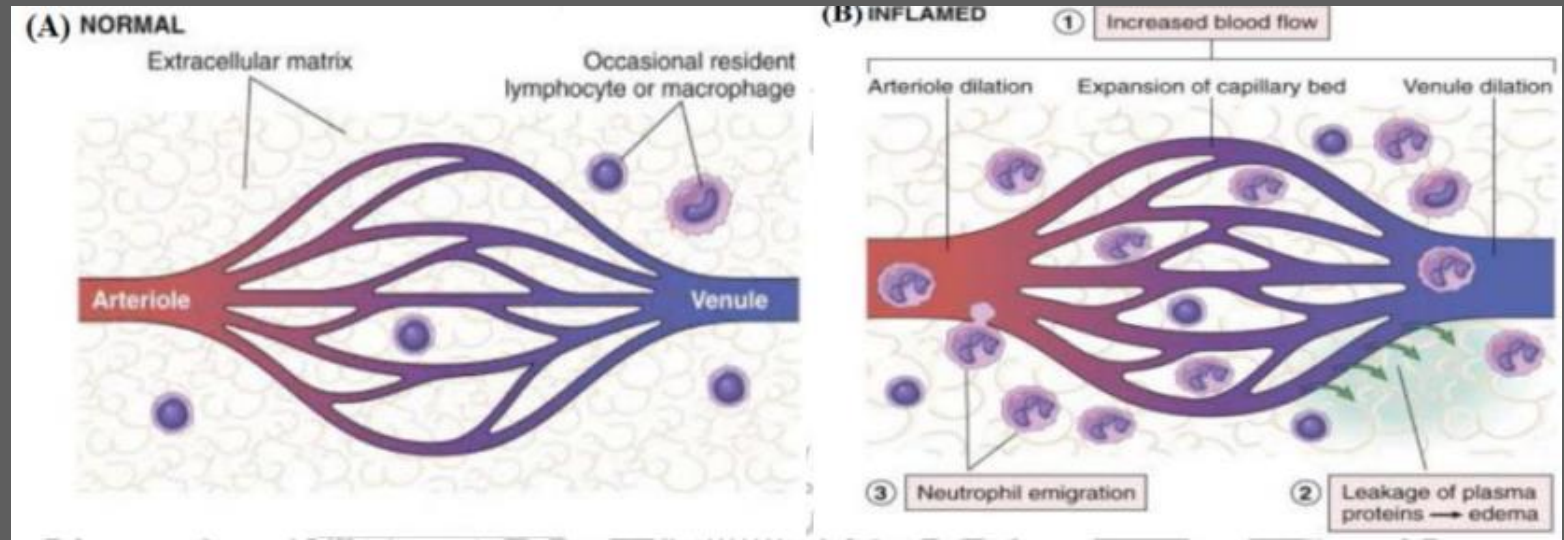 (A) NORMAL
Extracellular matrix
Occasional resident
lymphocyte or macrophage
Arteriole
Venule
(B) INFLAMED
① Increased blood flow
Arteriole dilation
Expansion of capillary bed
Venule dilation
③ Neutrophil emigration
② Leakage of plasma
proteins → edema